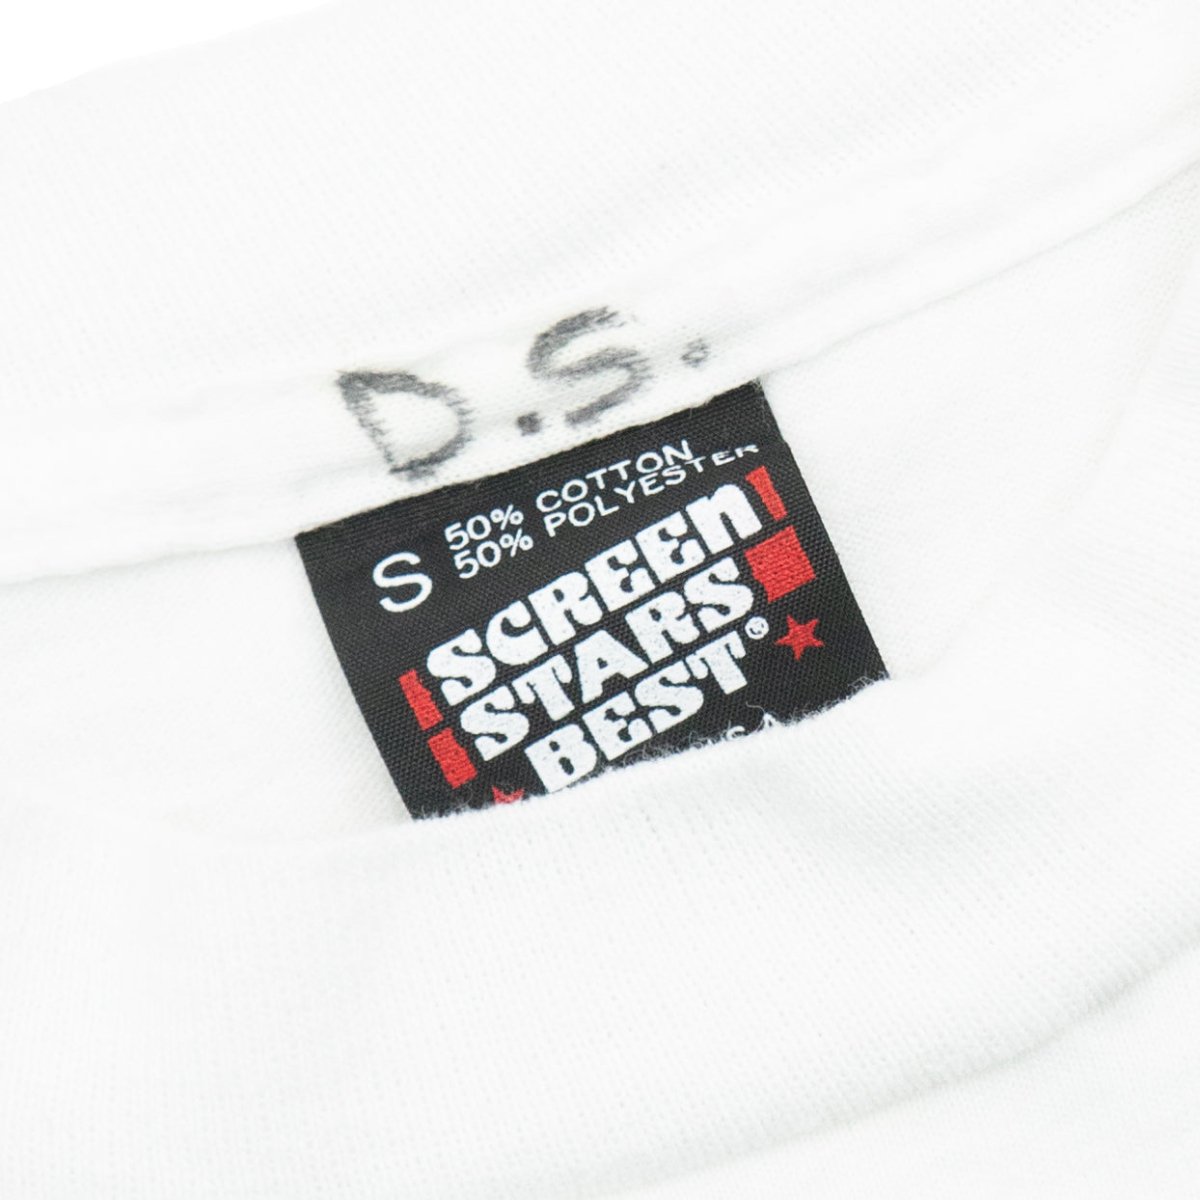 D.S.
S 50% COTTON
50% POLYESTER
SCREEN
STARS
BEST®